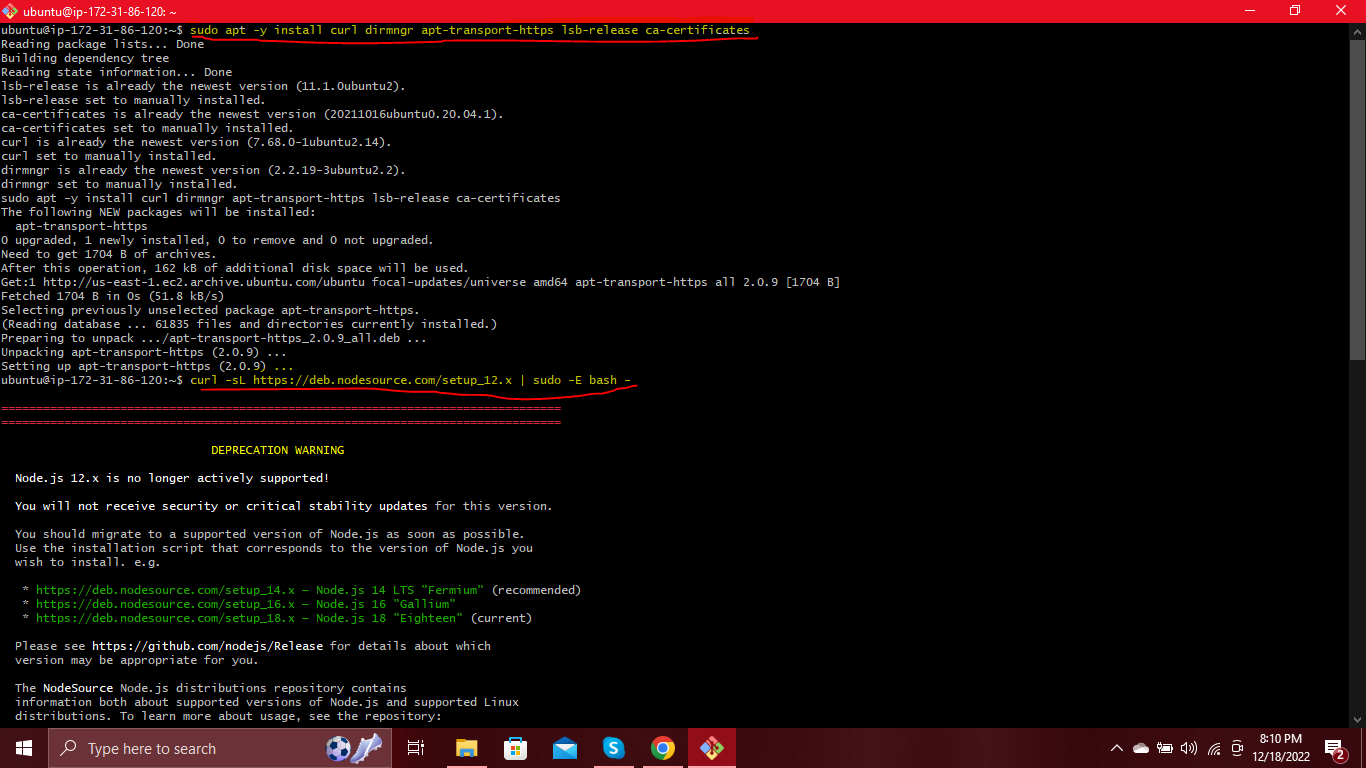 ubuntu@ip-172-31-86-120: ~
ubuntu@ip-172-31-86-120:~$ sudo apt -y install curl dirmngr apt-transport-https lsb-release ca-certificates
Reading package lists... Done
Building dependency tree
Reading state information... Done
lsb-release is already the newest version (11.1.0ubuntu2).
lsb-release set to manually installed.
ca-certificates is already the newest version (20211016ubuntu0.20.04.1).
ca-certificates set to manually installed.
curl is already the newest version (7.68.0-1ubuntu2.14).
curl set to manually installed.
dirmngr is already the newest version (2.2.19-3ubuntu2.2).
dirmngr set to manually installed.
sudo apt -y install curl dirmngr apt-transport-https lsb-release ca-certificates
The following NEW packages will be installed:
  apt-transport-https
0 upgraded, 1 newly installed, 0 to remove and 0 not upgraded.
Need to get 1704 B of archives.
After this operation, 162 kB of additional disk space will be used.
Get:1 http://us-east-1.ec2.archive.ubuntu.com/ubuntu focal-updates/universe amd64 apt-transport-https all 2.0.9 [1704 B]
Fetched 1704 B in 0s (51.8 kB/s)
Selecting previously unselected package apt-transport-https.
(Reading database ... 61835 files and directories currently installed.)
Preparing to unpack .../apt-transport-https_2.0.9_all.deb ...
Unpacking apt-transport-https (2.0.9) ...
Setting up apt-transport-https (2.0.9) ...
ubuntu@ip-172-31-86-120:~$ curl -sL https://deb.nodesource.com/setup_12.x | sudo -E bash -
================================================================================
================================================================================
DEPRECATION WARNING
Node.js 12.x is no longer actively supported!
You will not receive security or critical stability updates for this version.
You should migrate to a supported version of Node.js as soon as possible.
Use the installation script that corresponds to the version of Node.js you
wish to install. e.g.
* https://deb.nodesource.com/setup_14.x — Node.js 14 LTS "Fermium" (recommended)
* https://deb.nodesource.com/setup_16.x — Node.js 16 "Gallium"
* https://deb.nodesource.com/setup_18.x — Node.js 18 "Eighteen" (current)
Please see https://github.com/nodejs/Release for details about which
version may be appropriate for you.
The NodeSource Node.js distributions repository contains
information both about supported versions of Node.js and supported Linux
distributions. To learn more about usage, see the repository:
Type here to search
8:10 PM
12/18/2022
2